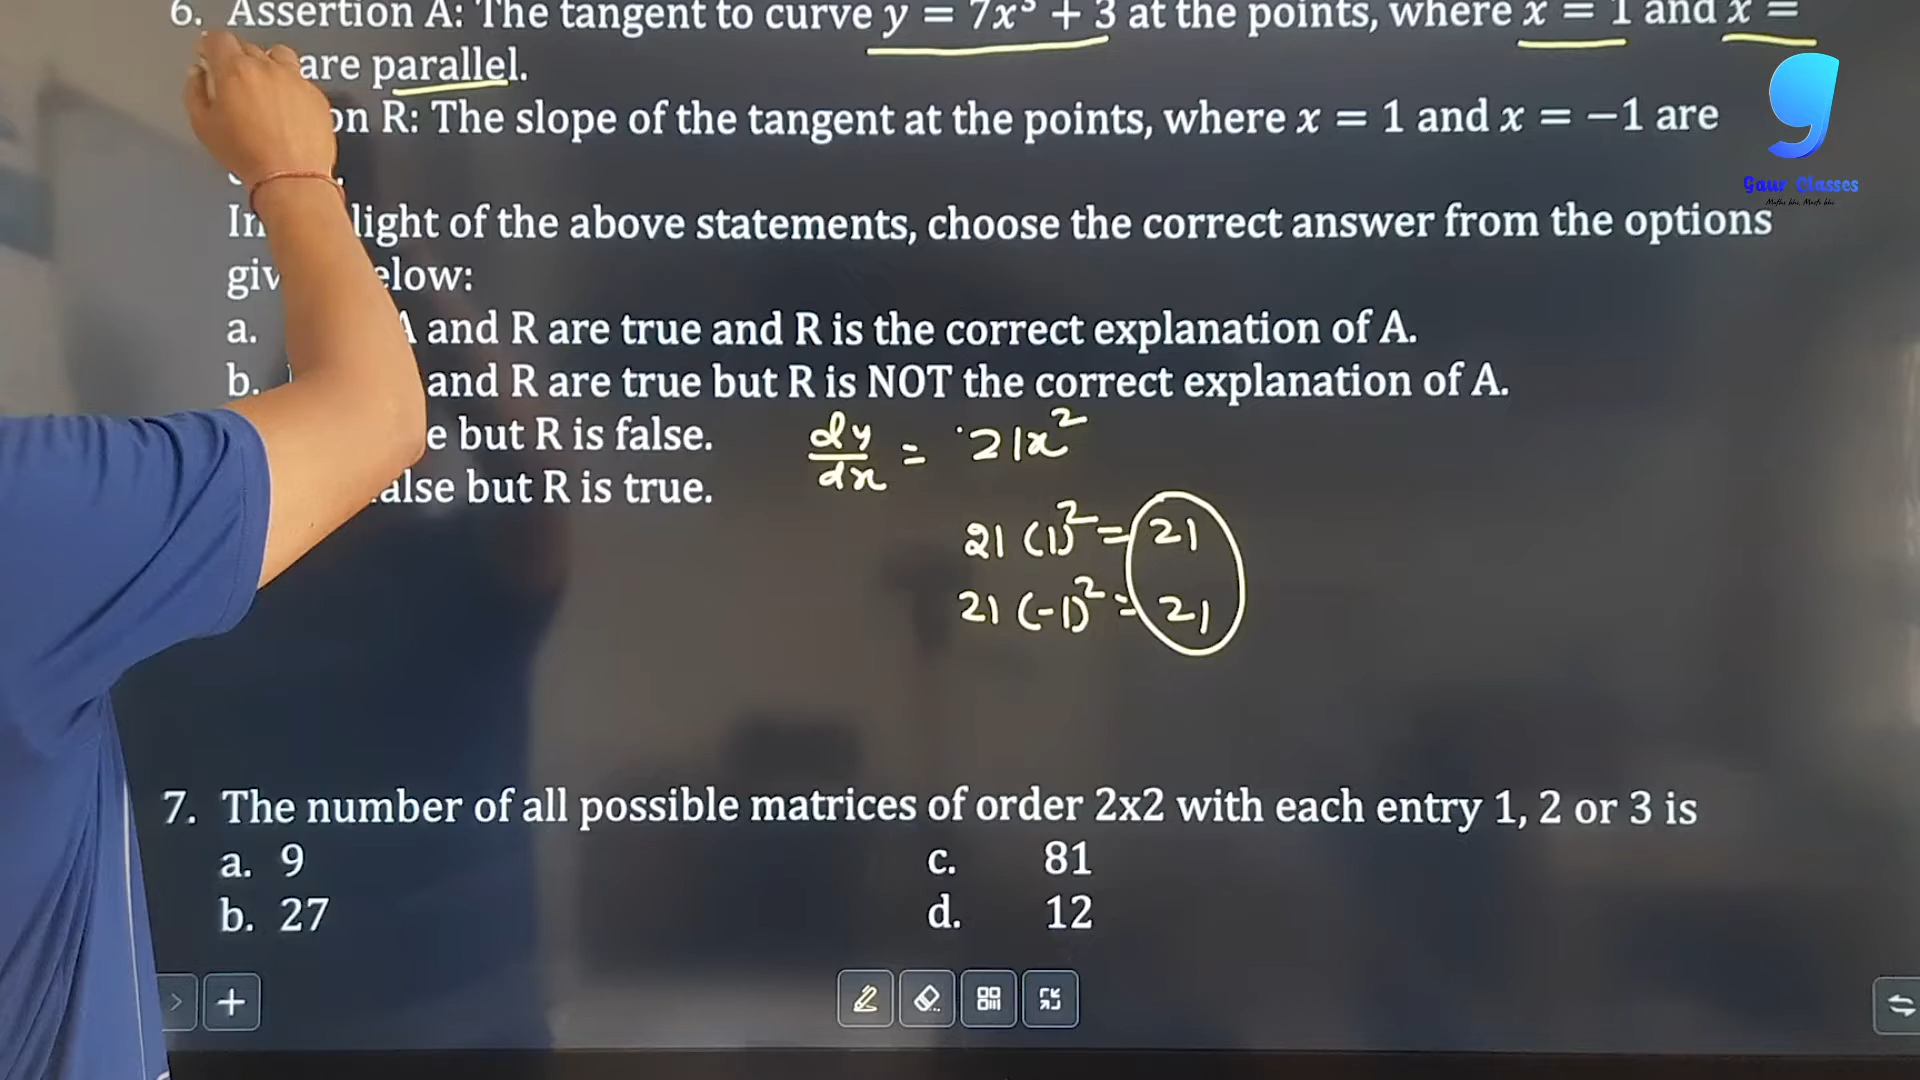 6. Assertion A: The tangent to curve y = 7x³ + 3 at the points, where x = 1 and x =
are parallel.
on R: The slope of the tangent at the points, where x = 1 and x = −1 are
Gaur Classes
In light of the above statements, choose the correct answer from the options
giv elow:
a. A and R are true and R is the correct explanation of A.
b. and R are true but R is NOT the correct explanation of A.
e but R is false.
alse but R is true.
dy/dx = 21x²
21 (1)² = 21
21 (-1)² = 21
7. The number of all possible matrices of order 2x2 with each entry 1, 2 or 3 is
a. 9 c. 81
b. 27 d. 12